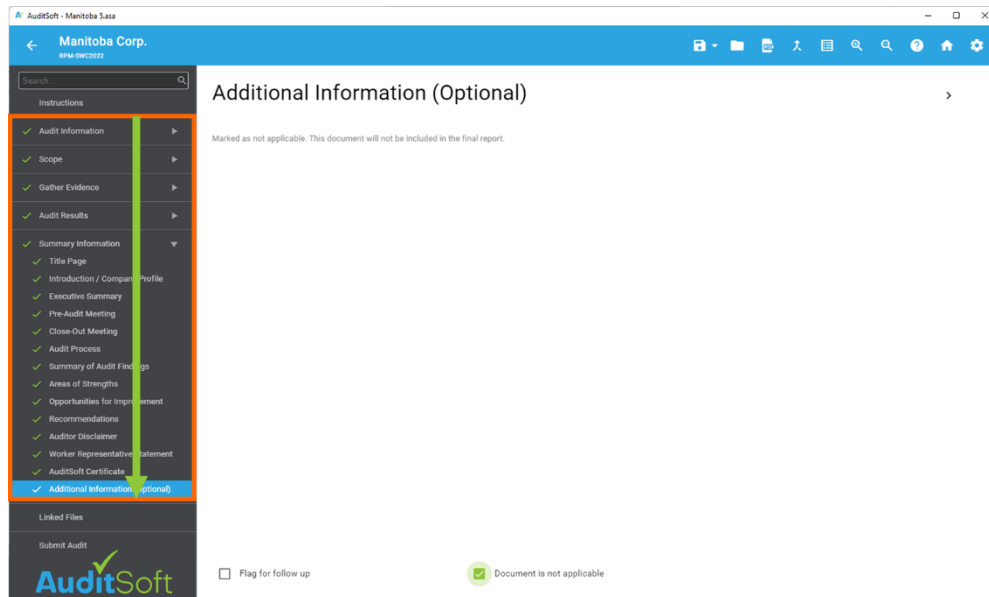 AuditSoft - Manitoba S.asa
Manitoba Corp.
RPM-SWC2022
Search...
Instructions
Audit Information
Scope
Gather Evidence
Audit Results
Summary Information
Title Page
Introduction / Company Profile
Executive Summary
Pre-Audit Meeting
Close-Out Meeting
Audit Process
Summary of Audit Findings
Areas of Strengths
Opportunities for Improvement
Recommendations
Auditor Disclaimer
Worker Representative Statement
AuditSoft Certificate
Additional Information (Optional)
Linked Files
Submit Audit
AuditSoft
Additional Information (Optional)
Marked as not applicable. This document will not be included in the final report.
Flag for follow up
Document is not applicable